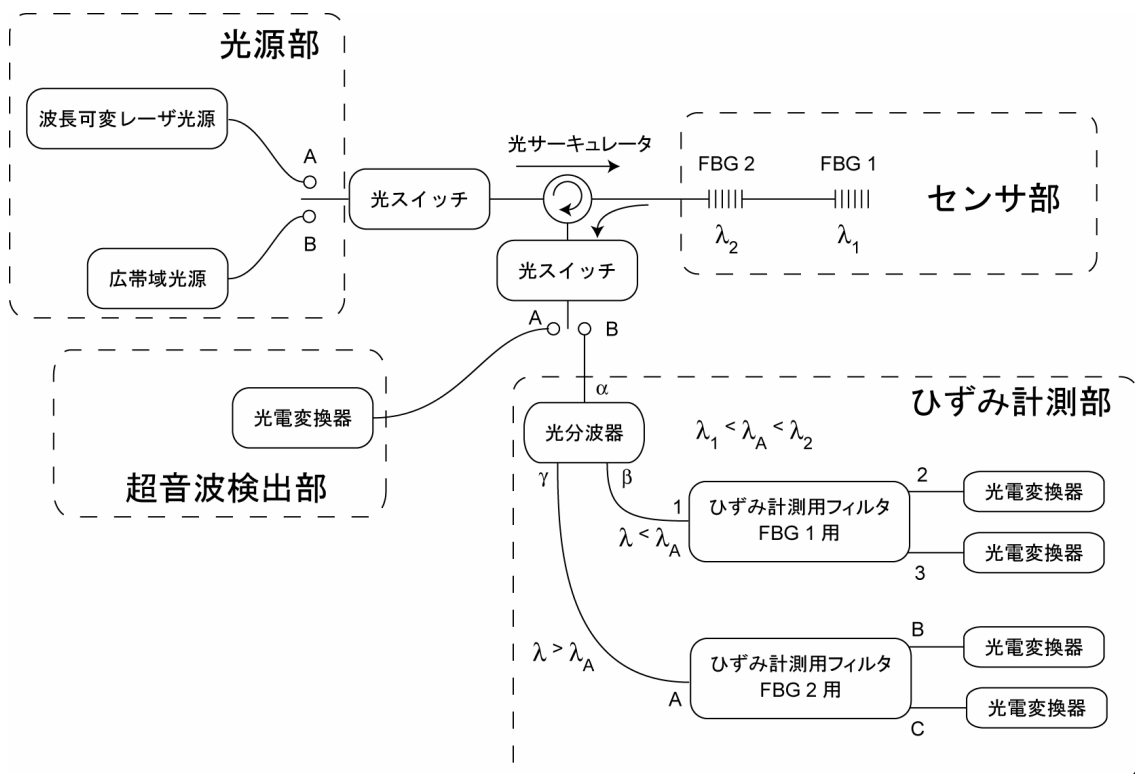 光源部
波長可変レーザ光源
A
B
広帯域光源
光スイッチ
光サーキュレータ
FBG 2
FBG 1
λ2
λ1
センサ部
光スイッチ
A
B
光電変換器
超音波検出部
ひずみ計測部
α
光分波器
γ
β
λ1 < λA < λ2
1
λ < λA
ひずみ計測用フィルタ
FBG 1 用
2
光電変換器
3
光電変換器
λ > λA
A
ひずみ計測用フィルタ
FBG 2 用
B
光電変換器
C
光電変換器